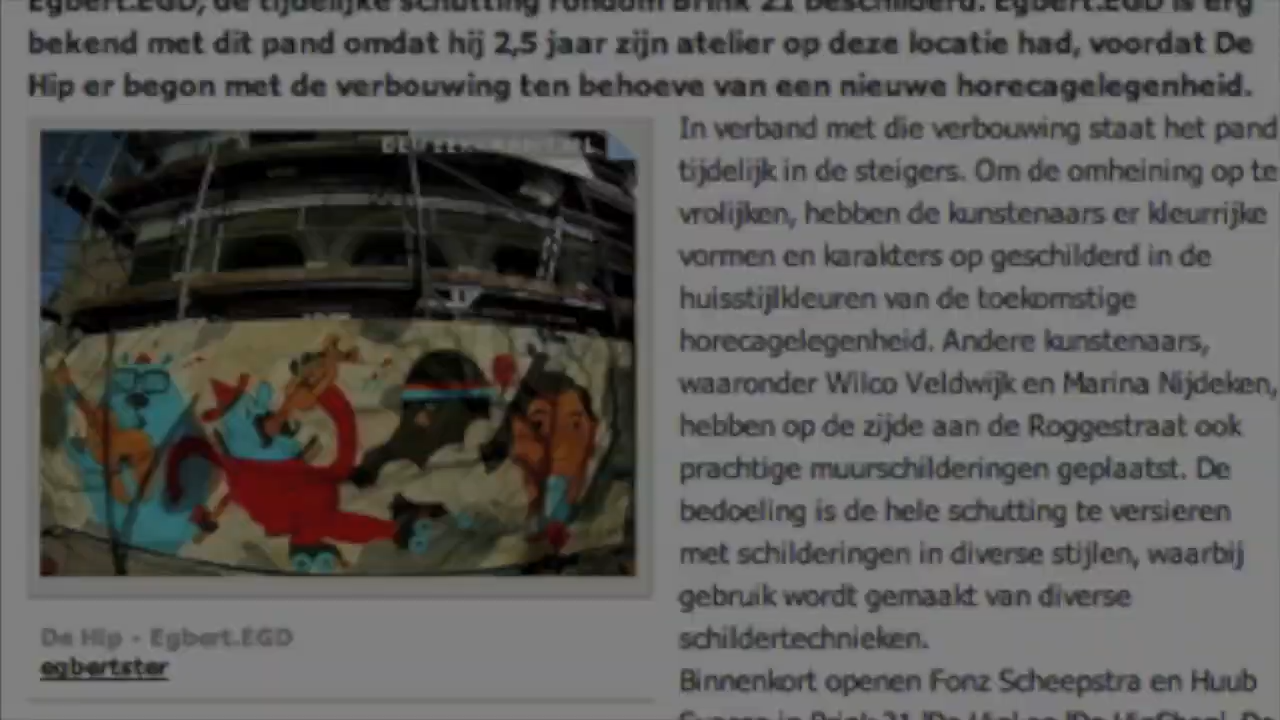 Egbert.EGD, de tijdelijke schutting rondom Brink 21 beschilderd. Egbert.EGD is erg
bekend met dit pand omdat hij 2,5 jaar zijn atelier op deze locatie had, voordat De
Hip er begon met de verbouwing ten behoeve van een nieuwe horecagelegenheid.
In verband met die verbouwing staat het pand
tijdelijk in de steigers. Om de omheining op te
vrolijken, hebben de kunstenaars er kleurrijke
vormen en karakters op geschilderd in de
huisstijlkleuren van de toekomstige
horecagelegenheid. Andere kunstenaars,
waaronder Wilco Veldwijk en Marina Nijdeken,
hebben op de zijde aan de Roggestraat ook
prachtige muurschilderingen geplaatst. De
bedoeling is de hele schutting te versieren
met schilderingen in diverse stijlen, waarbij
gebruik wordt gemaakt van diverse
schildertechnieken.
Binnenkort openen Fonz Scheepstra en Huub
De Hip - Egbert.EGD
egbertster